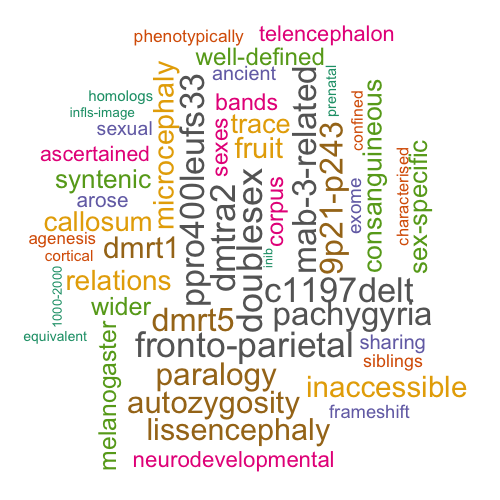 phenotypically
telencephalon
well-defined
ancient
prenatal
homologs
infls-image
sexual
microcephaly
ppro400leufs33
bands
sexes
trace
fruit
mab-3-related
9p21-p243
confined
exome
consanguineous
characterised
sex-specific
ascertained
syntenic
arose
callosum
agenesis
cortical
dmrt1
dmtra2
doublesex
corpus
inib
1000-2000
relations
wider
equivalent
c1197delt
pachygyria
dmrt5
fronto-parietal
sharing
siblings
melanogaster
paralogy
inaccessible
autozygosity
frameshift
lissencephaly
neurodevelopmental